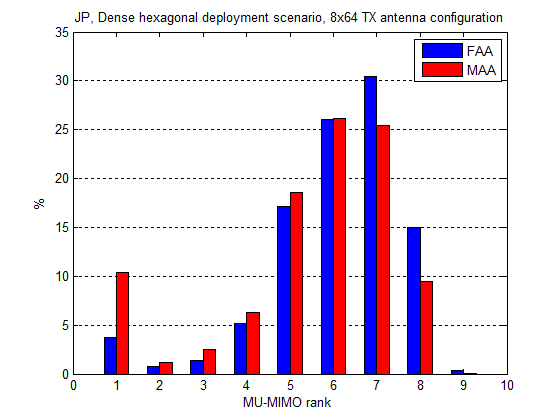 JP, Dense hexagonal deployment scenario, 8x64 TX antenna configuration
35
30
25
20
15
10
5
0
%
FAA
MAA
0 1 2 3 4 5 6 7 8 9 10
MU-MIMO rank